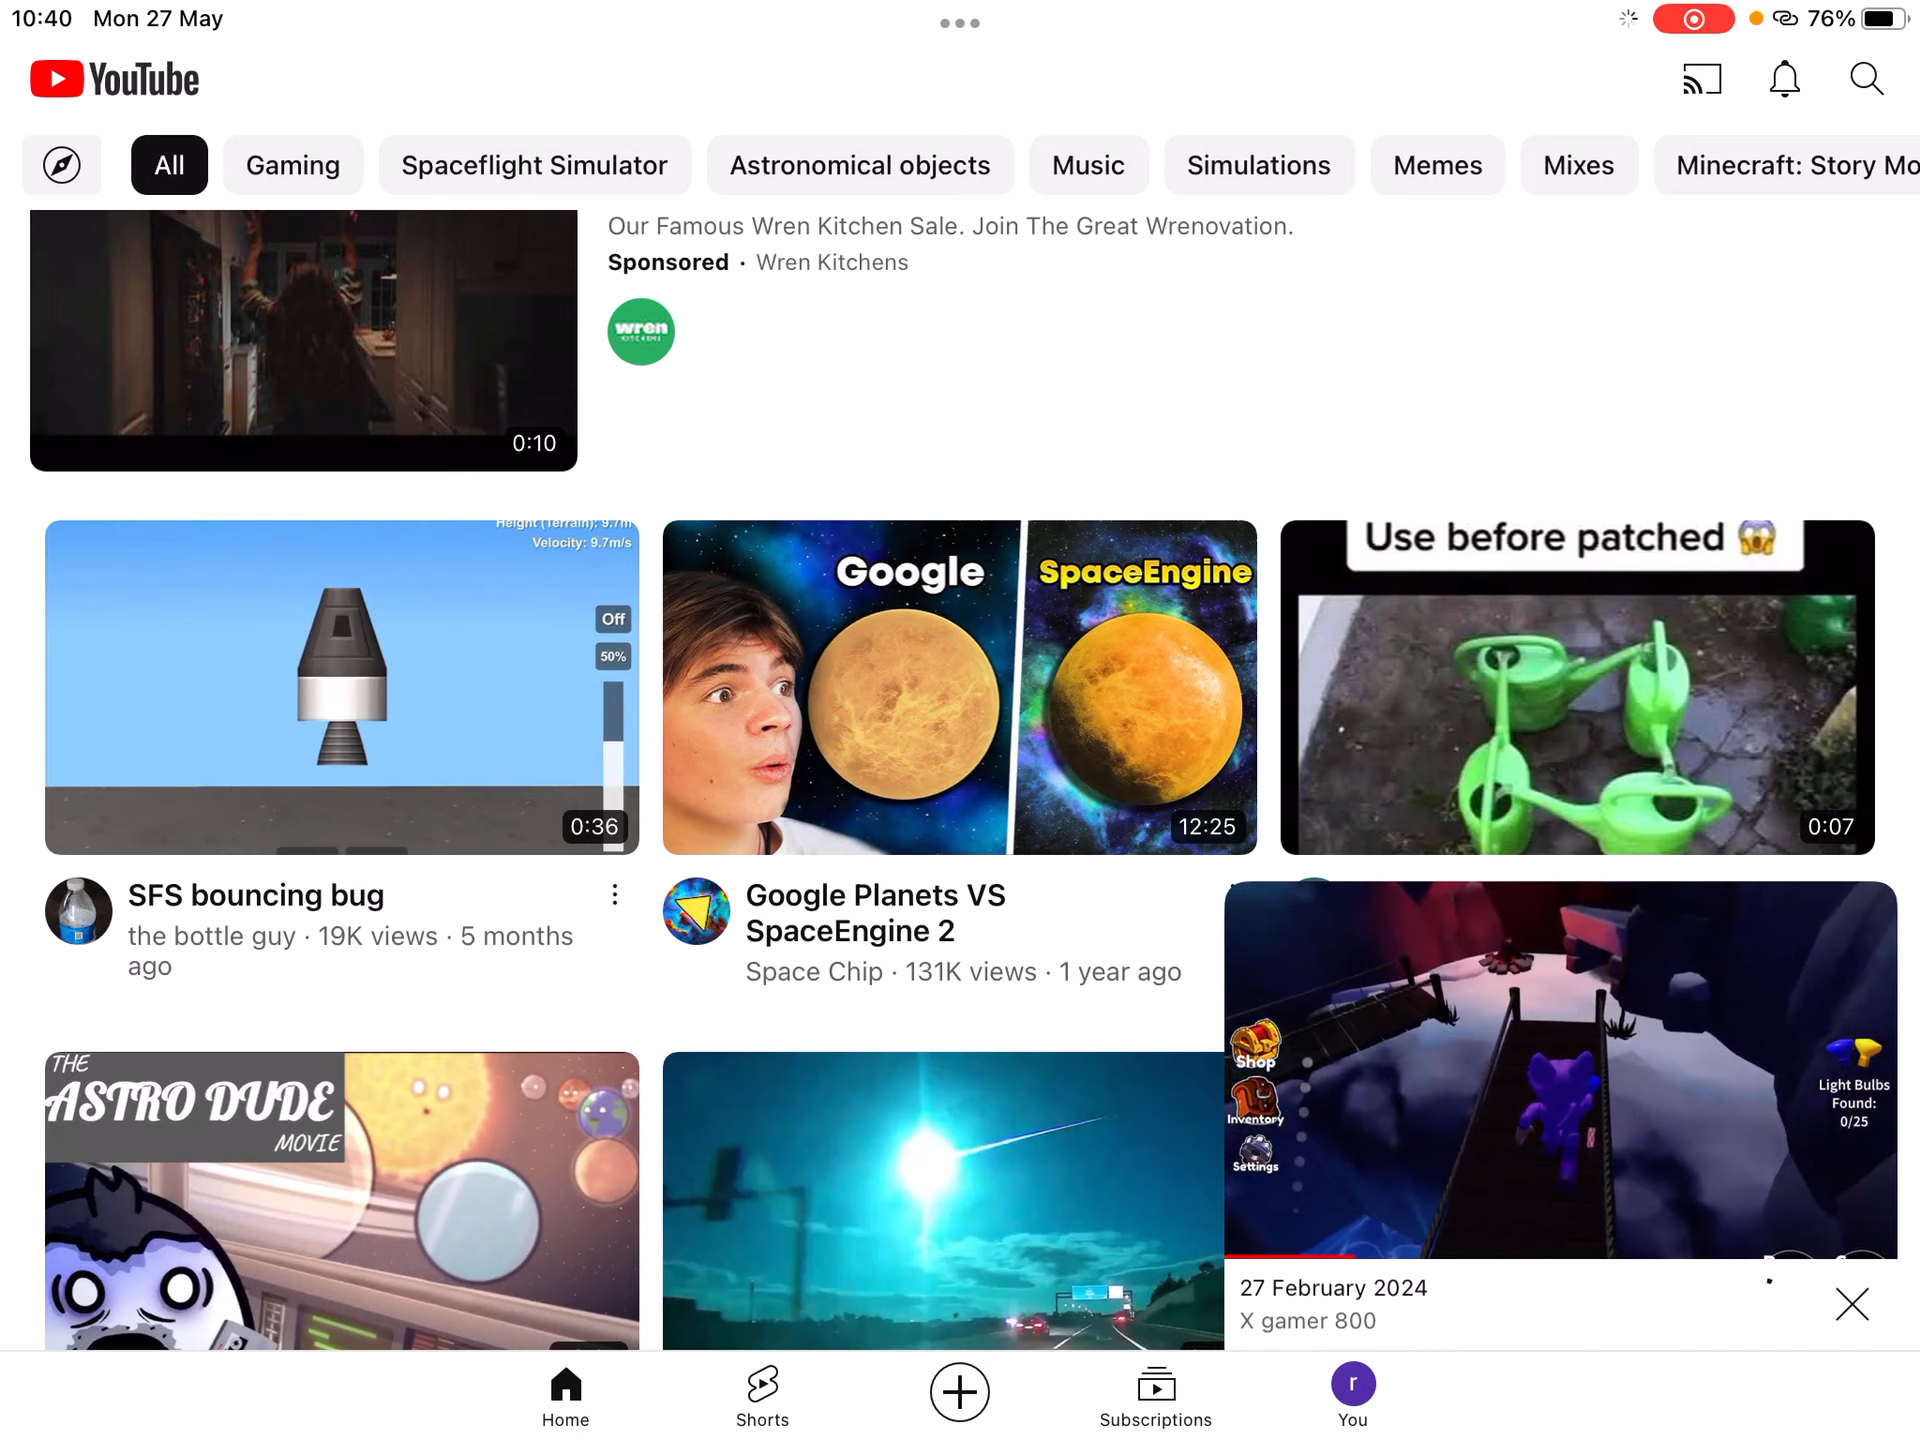 10:40 Mon 27 May
76%
YouTube
All
Gaming
Spaceflight Simulator
Astronomical objects
Music
Simulations
Memes
Mixes
Minecraft: Story Mo
Our Famous Wren Kitchen Sale. Join The Great Wrenovation.
Sponsored · Wren Kitchens
wren
KITCHENS
0:10
Height (Terrain): 9.7m
Velocity: 9.7m/s
Off
50%
0:36
Google
SpaceEngine
12:25
Use before patched 😱
0:07
SFS bouncing bug
the bottle guy · 19K views · 5 months
ago
Google Planets VS
SpaceEngine 2
Space Chip · 131K views · 1 year ago
THE
ASTRO DUDE
MOVIE
Shop
Inventory
Settings
Light Bulbs
Found:
0/25
27 February 2024
X gamer 800
Home
Shorts
Subscriptions
r
You